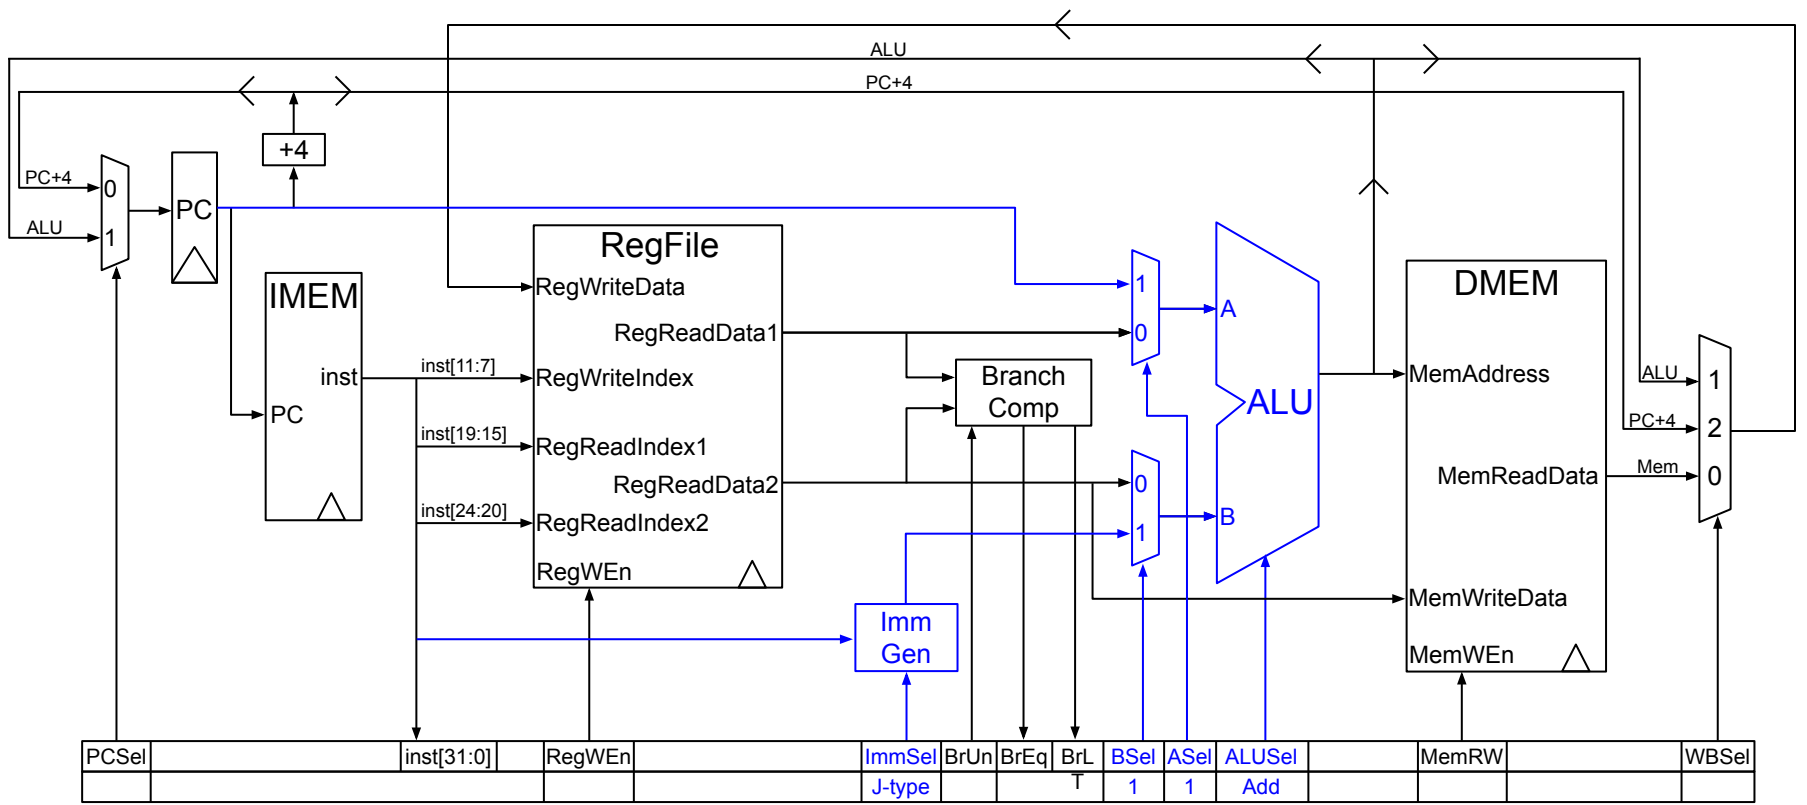 ALU
PC+4
+4
PC+4
0
ALU
1
PC
IMEM
inst
PC
inst[11:7]
inst[19:15]
inst[24:20]
RegFile
RegWriteData
RegReadData1
RegWriteIndex
RegReadIndex1
RegReadData2
RegReadIndex2
RegWEn
Branch
Comp
Imm
Gen
1
0
0
1
A
ALU
B
DMEM
MemAddress
MemReadData
MemWriteData
MemWEn
ALU
1
PC+4
2
Mem
0
PCSel inst[31:0] RegWEn ImmSel BrUn BrEq BrL BSel ASel ALUSel MemRW WBSel
J-type T 1 1 Add